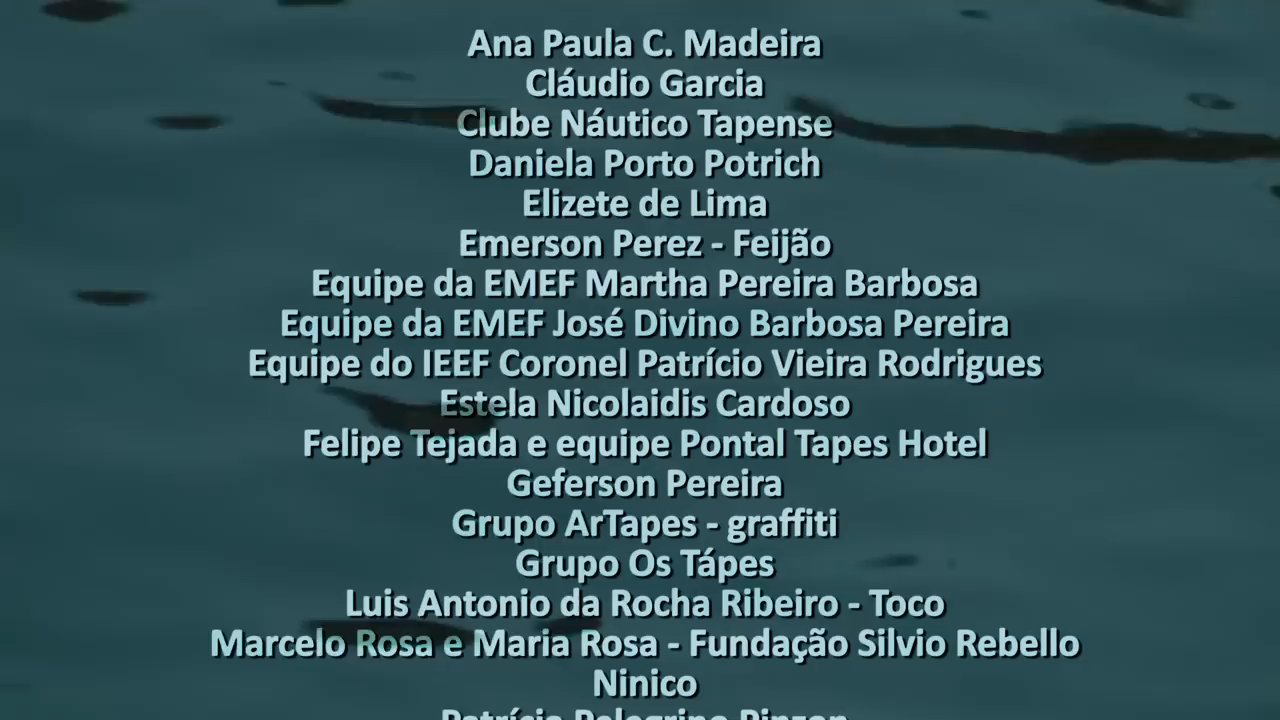 Ana Paula C. Madeira
Cláudio Garcia
Clube Náutico Tapense
Daniela Porto Potrich
Elizete de Lima
Emerson Perez - Feijão
Equipe da EMEF Martha Pereira Barbosa
Equipe da EMEF José Divino Barbosa Pereira
Equipe do IEEF Coronel Patrício Vieira Rodrigues
Estela Nicolaidis Cardoso
Felipe Tejada e equipe Pontal Tapes Hotel
Geferson Pereira
Grupo ArTapes - graffiti
Grupo Os Tápes
Luis Antonio da Rocha Ribeiro - Toco
Marcelo Rosa e Maria Rosa - Fundação Silvio Rebello
Ninico